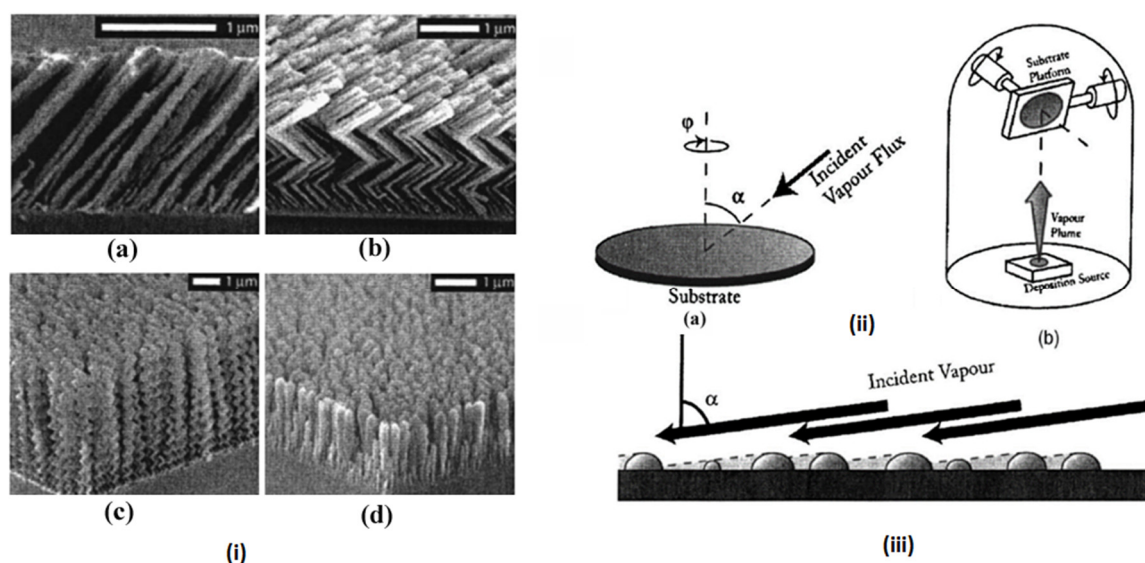 1 μm
1 μm
(a)
(b)
1 μm
1 μm
(c)
(d)
(i)
φ
α
Incident
Vapour Flux
Substrate
(a)
(ii)
Substrate
Platform
Vapour
Plume
Deposition Source
(b)
Incident Vapour
α
(iii)